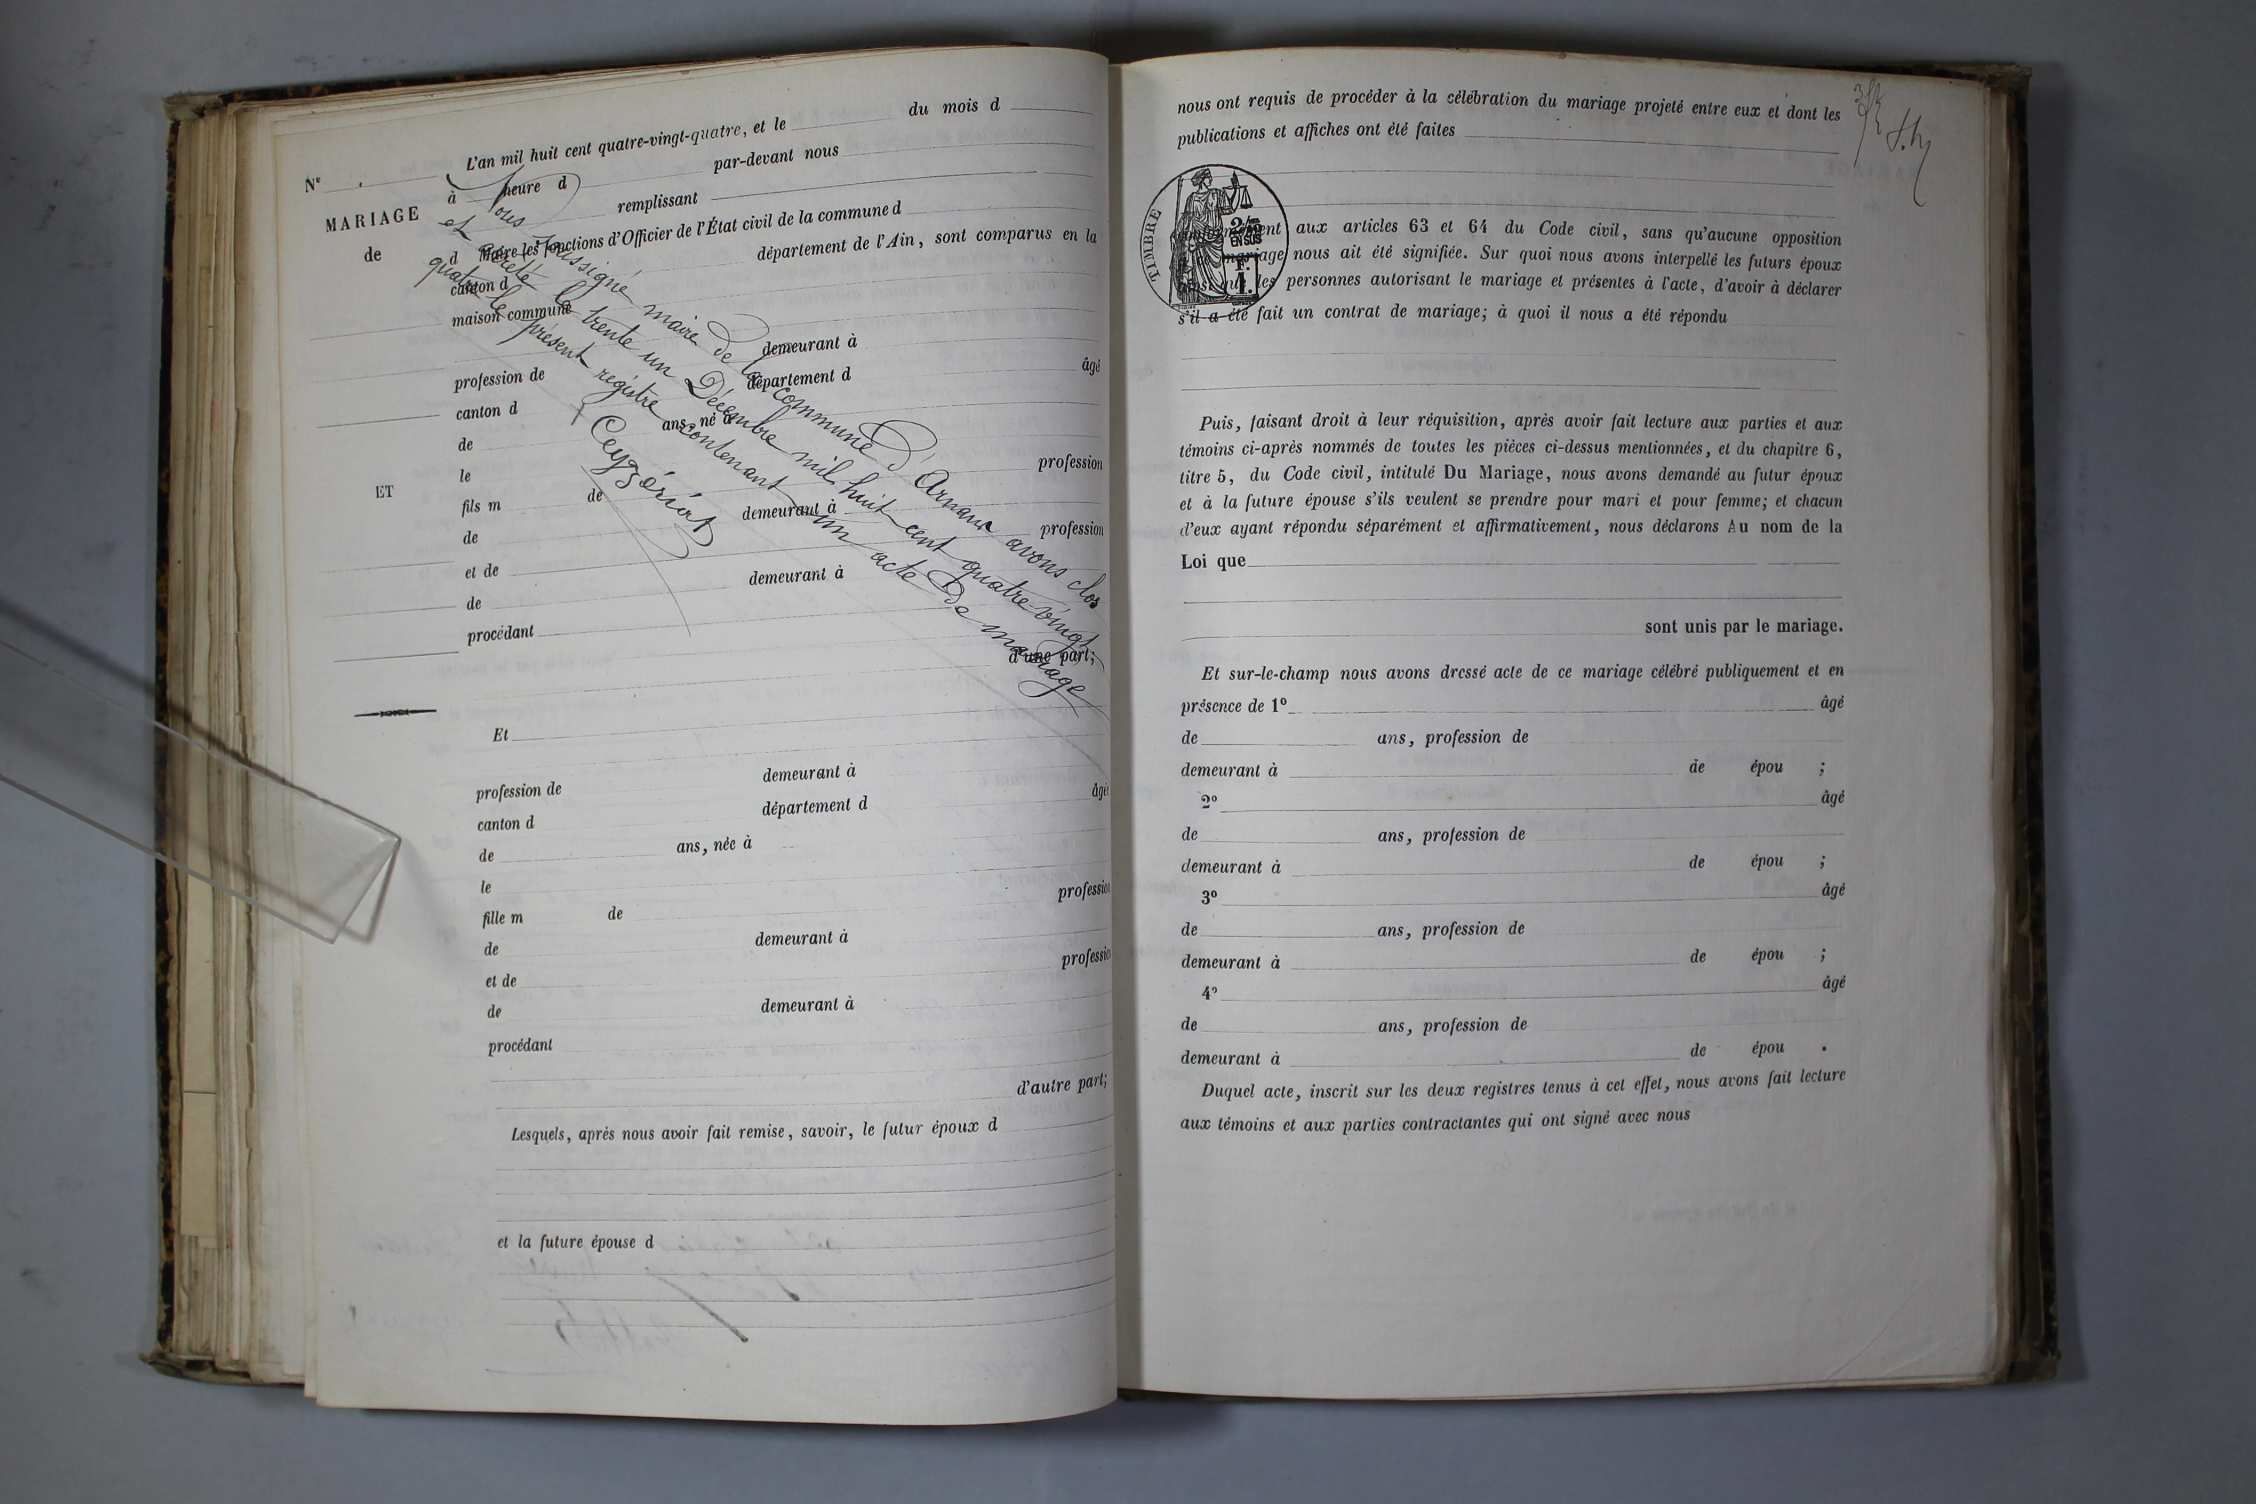 N°
MARIAGE
de
ET
L'an mil huit cent quatre-vingt-quatre, et le du mois d
à heure d par-devant nous
remplissant
d Maire les fonctions d'Officier de l'État civil de la commune d
canton d département de l'Ain, sont comparus en la
maison commune
profession de demeurant à
canton d département d âgé
de ans, né à
le
fils m de profession
de demeurant à
et de profession
de demeurant à
procédant
d'une part;
Nous soussigné maire de la Commune d'Arnans avons clos
et arrêté le trente un Décembre mil huit cent quatre-vingt
quatre le présent registre contenant un acte de mariage
Ceyzériat
Et
profession de demeurant à
canton d département d âgée
de ans, née à
le
fille m de profession
de demeurant à
et de profession
de demeurant à
procédant
d'autre part;
Lesquels, après nous avoir fait remise, savoir, le futur époux d
et la future épouse d
nous ont requis de procéder à la célébration du mariage projeté entre eux et dont les
publications et affiches ont été faites
TIMBRE
2/10
EN SUS
F.
1.
conformément aux articles 63 et 64 du Code civil, sans qu'aucune opposition
mariage nous ait été signifiée. Sur quoi nous avons interpellé les futurs époux
ainsi que les personnes autorisant le mariage et présentes à l'acte, d'avoir à déclarer
s'il a été fait un contrat de mariage; à quoi il nous a été répondu
Puis, faisant droit à leur réquisition, après avoir fait lecture aux parties et aux
témoins ci-après nommés de toutes les pièces ci-dessus mentionnées, et du chapitre 6,
titre 5, du Code civil, intitulé Du Mariage, nous avons demandé au futur époux
et à la future épouse s'ils veulent se prendre pour mari et pour femme; et chacun
d'eux ayant répondu séparément et affirmativement, nous déclarons Au nom de la
Loi que
sont unis par le mariage.
Et sur-le-champ nous avons dressé acte de ce mariage célébré publiquement et en
présence de 1° âgé
de ans, profession de
demeurant à de épou ;
2° âgé
de ans, profession de
demeurant à de épou ;
3° âgé
de ans, profession de
demeurant à de épou ;
4° âgé
de ans, profession de
demeurant à de épou .
Duquel acte, inscrit sur les deux registres tenus à cet effet, nous avons fait lecture
aux témoins et aux parties contractantes qui ont signé avec nous